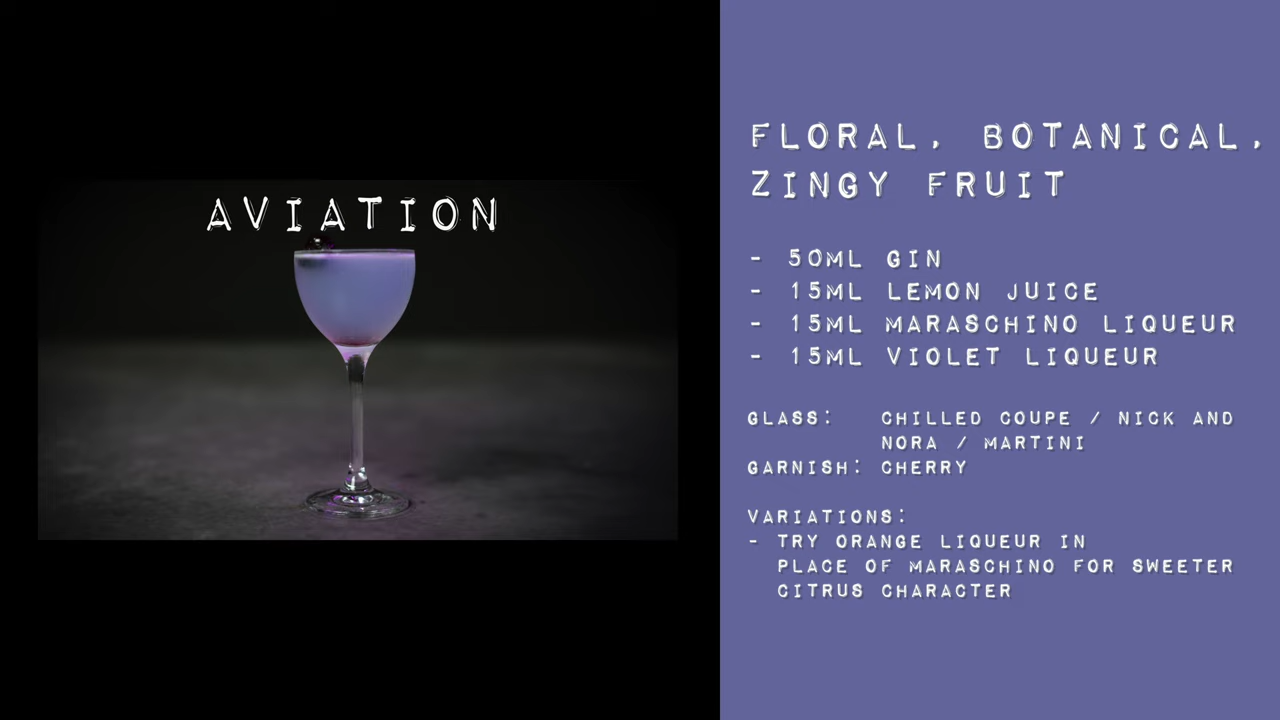 AVIATION
FLORAL, BOTANICAL,
ZINGY FRUIT
- 50ML GIN
- 15ML LEMON JUICE
- 15ML MARASCHINO LIQUEUR
- 15ML VIOLET LIQUEUR
GLASS: CHILLED COUPE / NICK AND
NORA / MARTINI
GARNISH: CHERRY
VARIATIONS:
- TRY ORANGE LIQUEUR IN
PLACE OF MARASCHINO FOR SWEETER
CITRUS CHARACTER